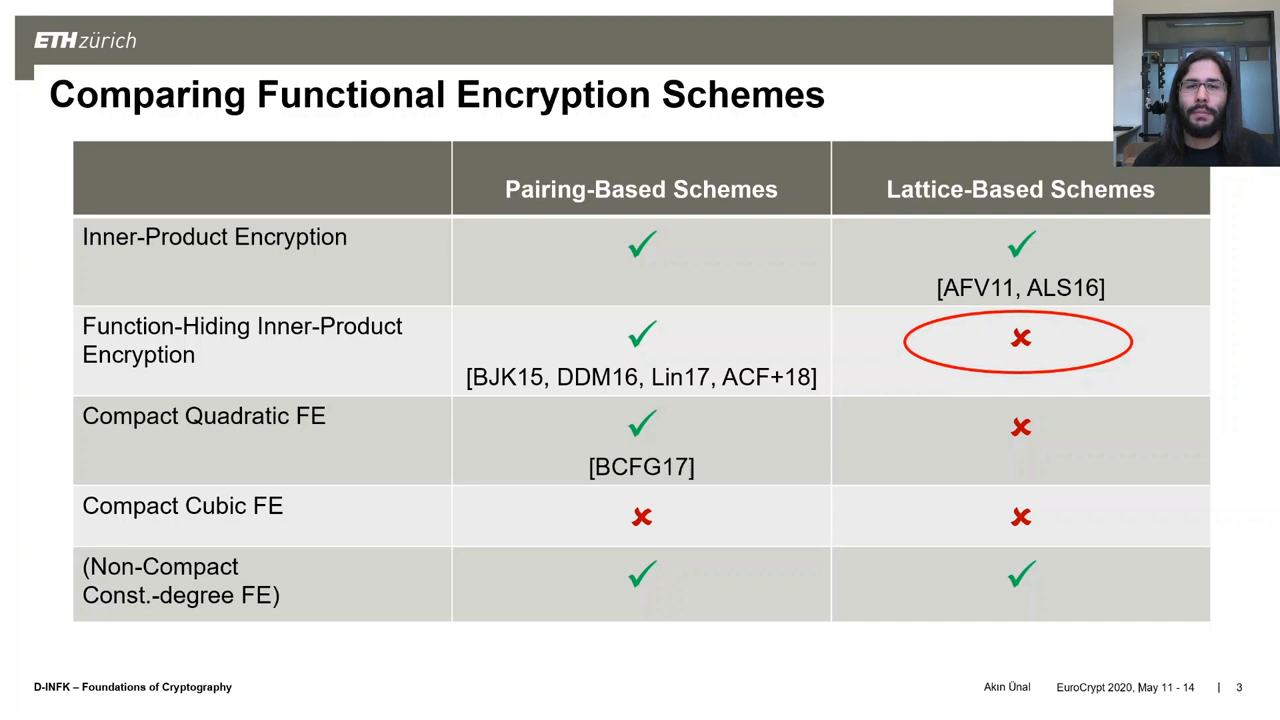 ETH zürich
Comparing Functional Encryption Schemes
Pairing-Based Schemes
Lattice-Based Schemes
Inner-Product Encryption
✓
✓
[AFV11, ALS16]
Function-Hiding Inner-Product
Encryption
✓
[BJK15, DDM16, Lin17, ACF+18]
✘
Compact Quadratic FE
✓
[BCFG17]
✘
Compact Cubic FE
✘
✘
(Non-Compact
Const.-degree FE)
✓
✓
D-INFK – Foundations of Cryptography
Akın Ünal
EuroCrypt 2020, May 11 - 14
| 3